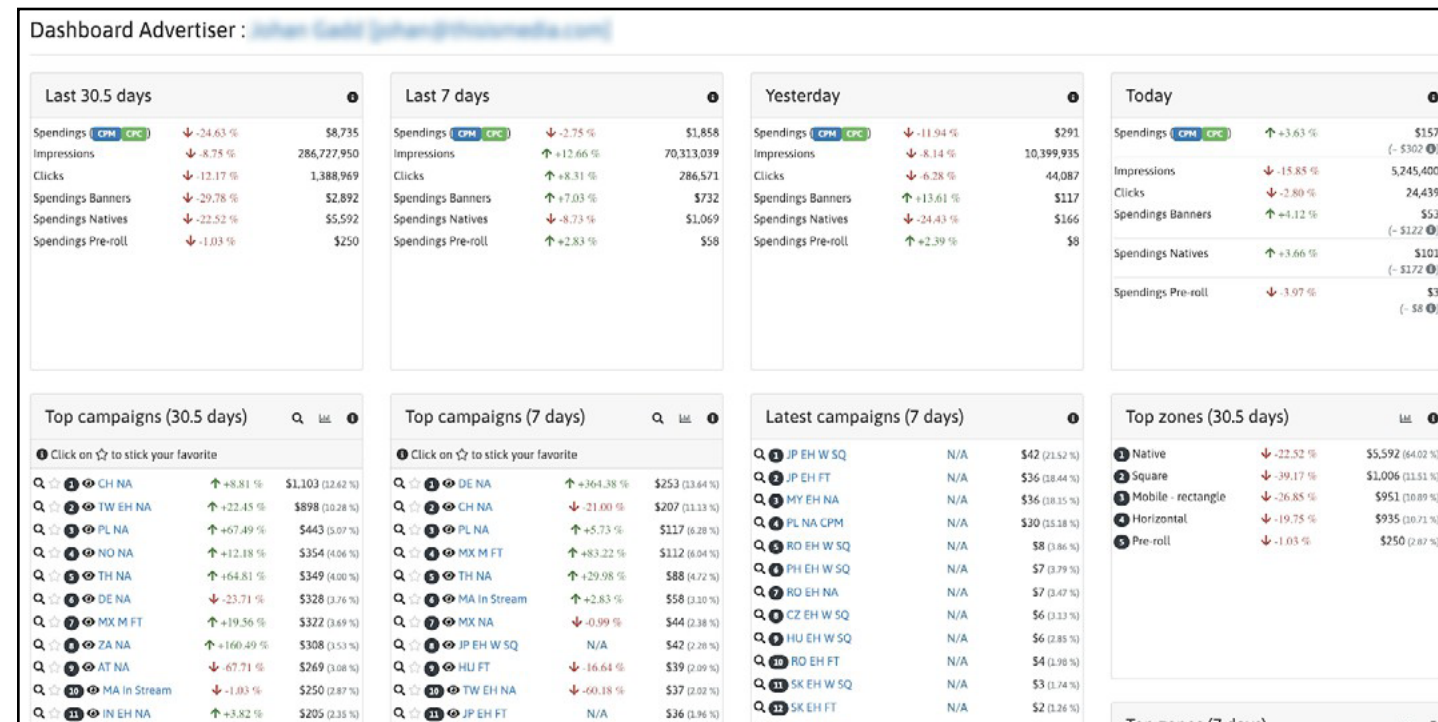 Dashboard Advertiser :
Last 30.5 days
Spendings ( CPM CPC ) -24.63 % $8,735
Impressions -8.75 % 286,727,950
Clicks -12.17 % 1,388,969
Spendings Banners -29.78 % $2,892
Spendings Natives -22.52 % $5,592
Spendings Pre-roll -1.03 % $250
Last 7 days
Spendings ( CPM CPC ) -2.75 % $1,858
Impressions +12.66 % 70,313,039
Clicks +8.31 % 286,571
Spendings Banners +7.03 % $732
Spendings Natives -8.73 % $1,069
Spendings Pre-roll +2.83 % $58
Yesterday
Spendings ( CPM CPC ) -11.94 % $291
Impressions -8.14 % 10,399,935
Clicks -6.28 % 44,087
Spendings Banners +13.61 % $117
Spendings Natives -24.43 % $166
Spendings Pre-roll +2.39 % $8
Today
Spendings ( CPM CPC ) +3.63 % $157
(~ $302
Impressions -15.85 % 5,245,400
Clicks -2.80 % 24,439
Spendings Banners +4.12 % $53
(~ $122
Spendings Natives +3.66 % $101
(~ $172
Spendings Pre-roll -3.97 % $3
(~ $8
Top campaigns (30.5 days)
Click on ☆ to stick your favorite
1 CH NA +8.81 % $1,103 (12.62 %)
2 TW EH NA +22.45 % $898 (10.28 %)
3 PL NA +67.49 % $443 (5.07 %)
4 NO NA +12.18 % $354 (4.06 %)
5 TH NA +64.81 % $349 (4.00 %)
6 DE NA -23.71 % $328 (3.76 %)
7 MX M FT +19.56 % $322 (3.69 %)
8 ZA NA +160.49 % $308 (3.53 %)
9 AT NA -67.71 % $269 (3.08 %)
10 MA In Stream -1.03 % $250 (2.87 %)
11 IN EH NA +3.82 % $205 (2.35 %)
Top campaigns (7 days)
Click on ☆ to stick your favorite
1 DE NA +364.38 % $253 (13.64 %)
2 CH NA -21.00 % $207 (11.13 %)
3 PL NA +5.73 % $117 (6.28 %)
4 MX M FT +83.22 % $112 (6.04 %)
5 TH NA +29.98 % $88 (4.72 %)
6 MA In Stream +2.83 % $58 (3.10 %)
7 MX NA -0.99 % $44 (2.38 %)
8 JP EH W SQ N/A $42 (2.28 %)
9 HU FT -16.64 % $39 (2.09 %)
10 TW EH NA -60.18 % $37 (2.02 %)
11 JP EH FT N/A $36 (1.96 %)
Latest campaigns (7 days)
1 JP EH W SQ N/A $42 (21.52 %)
2 JP EH FT N/A $36 (18.44 %)
3 MY EH NA N/A $36 (18.15 %)
4 PL NA CPM N/A $30 (15.18 %)
5 RO EH W SQ N/A $8 (3.86 %)
6 PH EH W SQ N/A $7 (3.79 %)
7 RO EH NA N/A $7 (3.47 %)
8 CZ EH W SQ N/A $6 (3.13 %)
9 HU EH W SQ N/A $6 (2.85 %)
10 RO EH FT N/A $4 (1.98 %)
11 SK EH W SQ N/A $3 (1.74 %)
12 SK EH FT N/A $2 (1.26 %)
Top zones (30.5 days)
1 Native -22.52 % $5,592 (64.02 %)
2 Square -39.17 % $1,006 (11.51 %)
3 Mobile - rectangle -26.85 % $951 (10.89 %)
4 Horizontal -19.75 % $935 (10.71 %)
5 Pre-roll -1.03 % $250 (2.87 %)